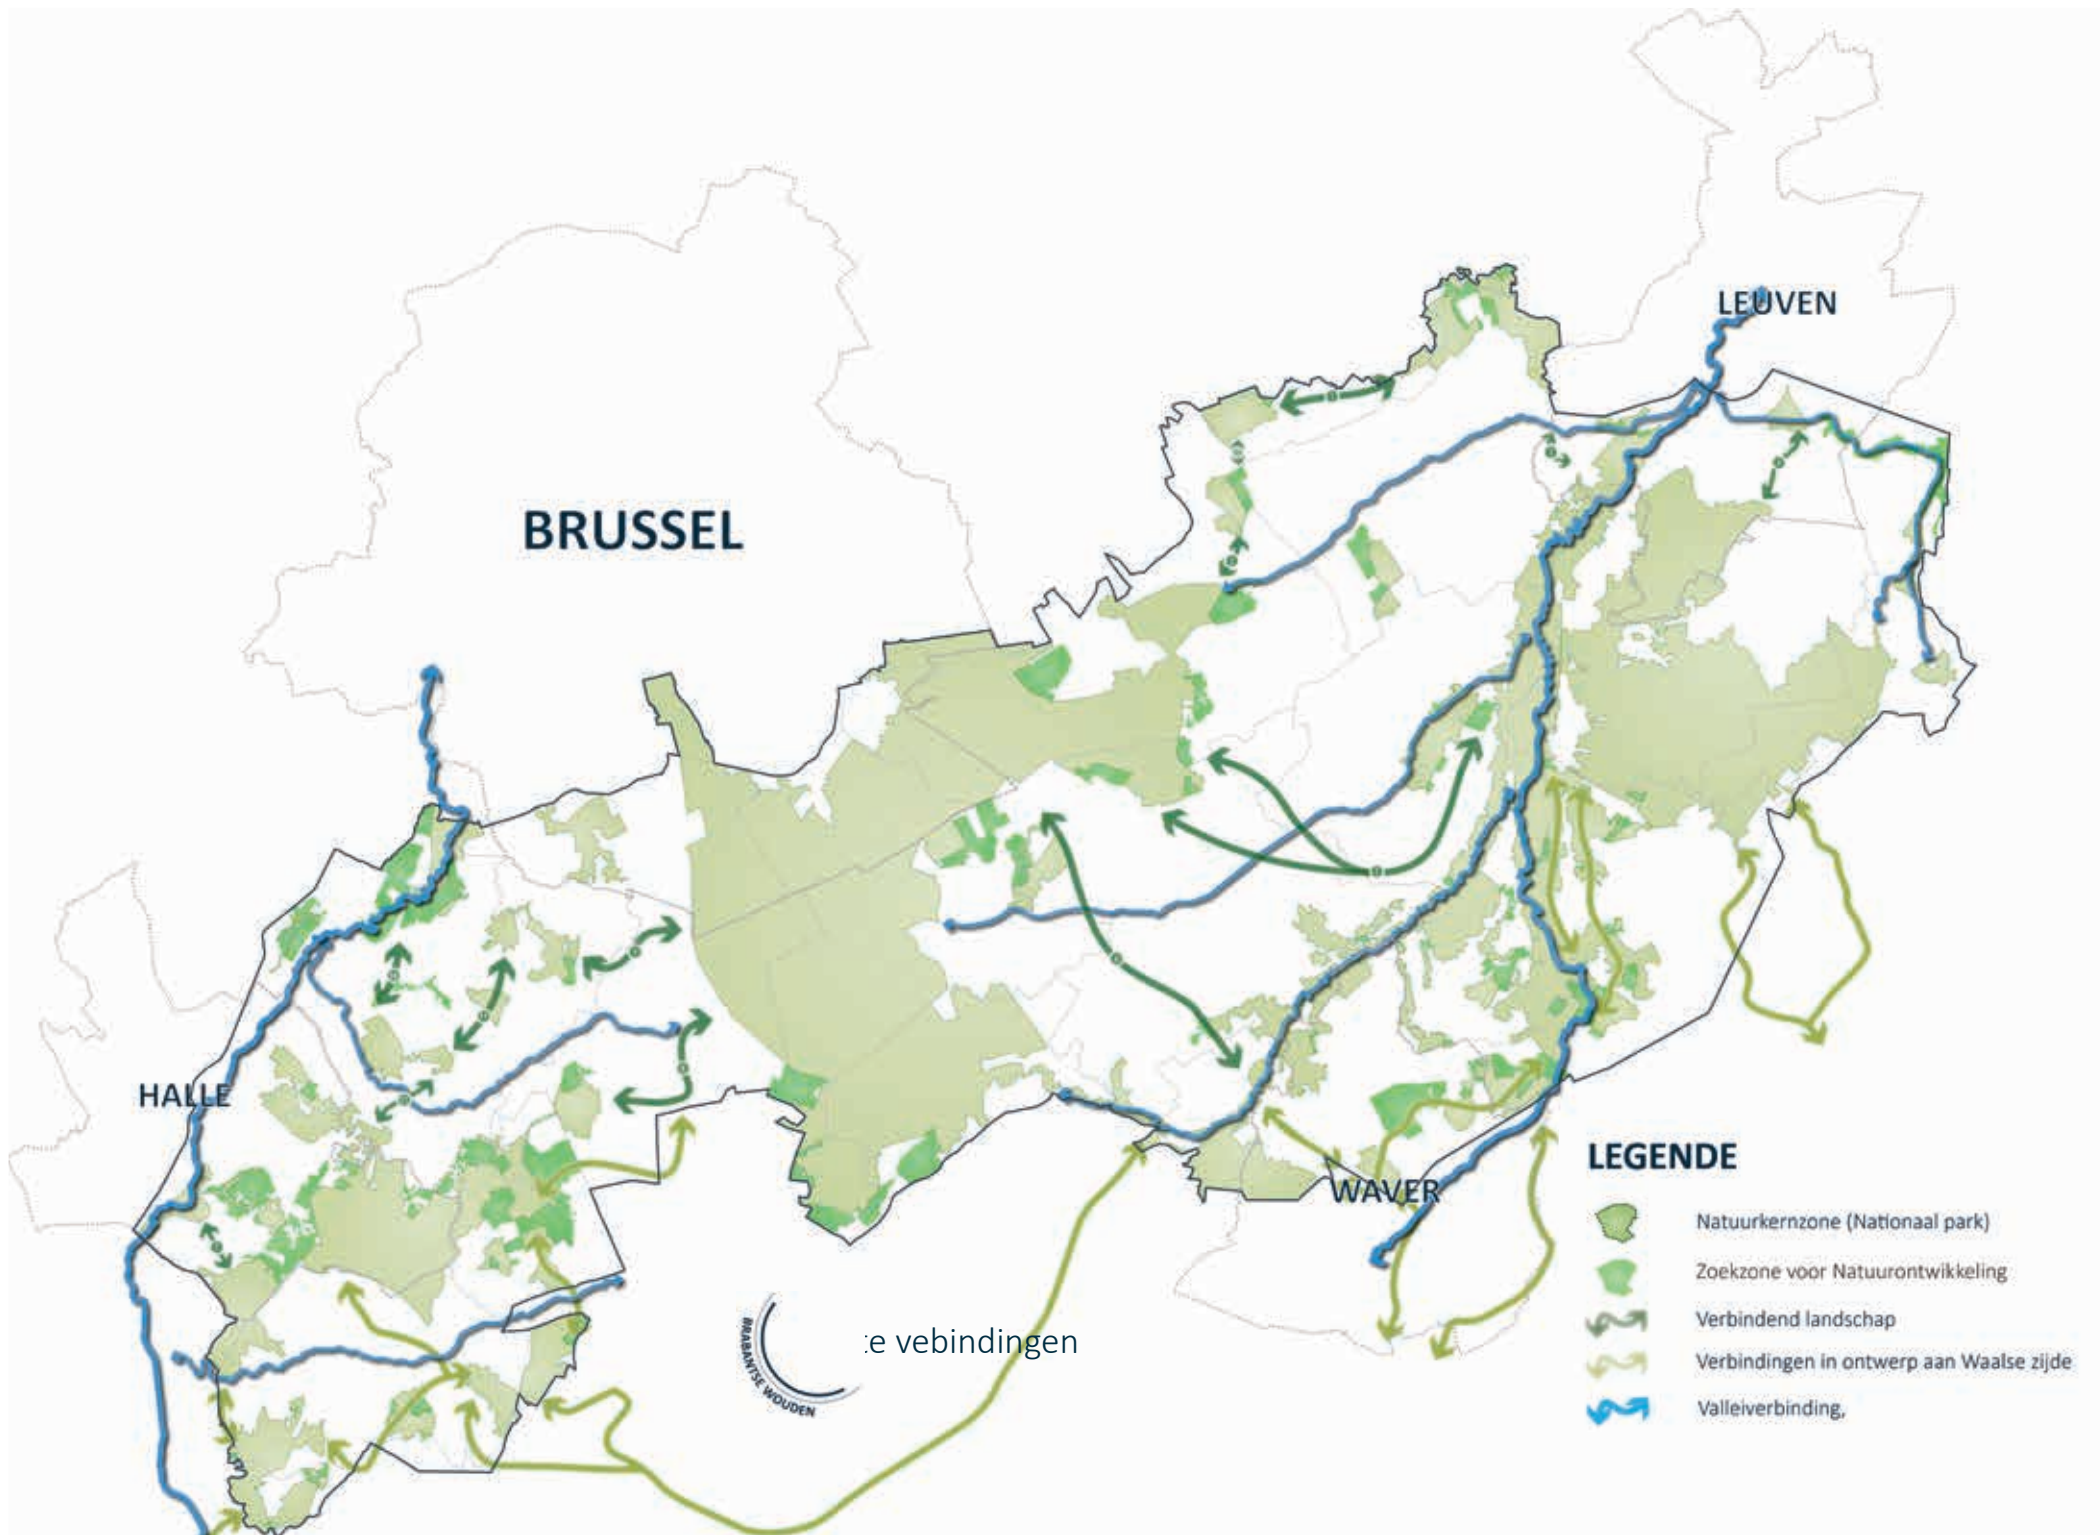 LEUVEN
BRUSSEL
HALLE
WAVER
LEGENDE
Natuurkernzone (Nationaal park)
Zoekzone voor Natuurontwikkeling
Verbindend landschap
Verbindingen in ontwerp aan Waalse zijde
Valleiverbinding,
e vebindingen
BRABANTSE WOUDEN